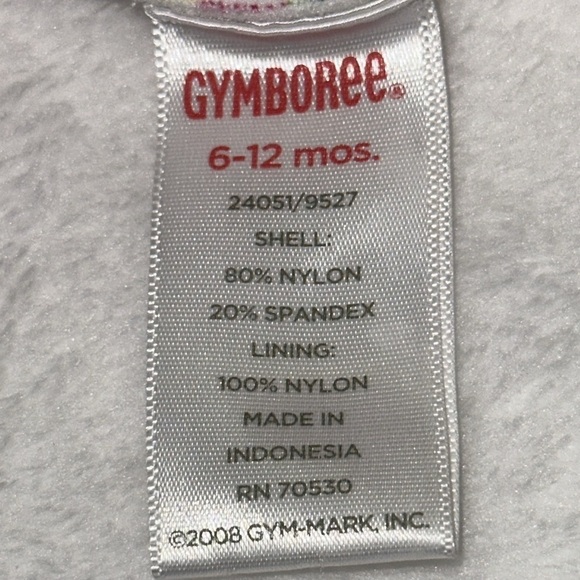 GYMBORee®
6-12 mos.
24051/9527
SHELL:
80% NYLON
20% SPANDEX
LINING:
100% NYLON
MADE IN
INDONESIA
RN 70530
©2008 GYM-MARK, INC.